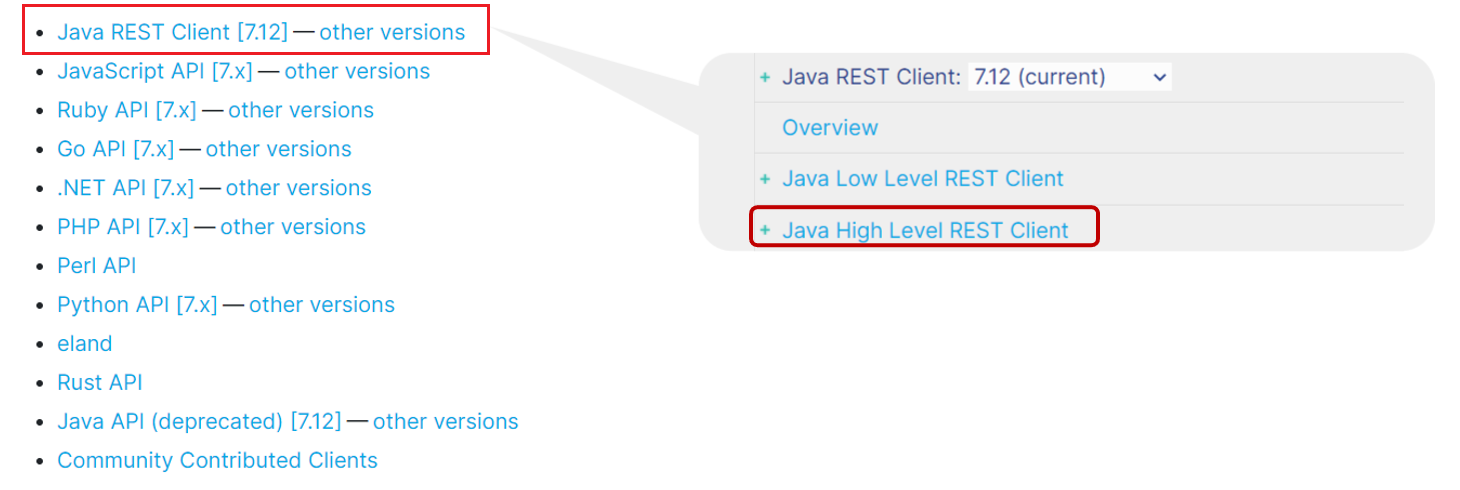 Java REST Client [7.12] — other versions
JavaScript API [7.x] — other versions
Ruby API [7.x] — other versions
Go API [7.x] — other versions
.NET API [7.x] — other versions
PHP API [7.x] — other versions
Perl API
Python API [7.x] — other versions
eland
Rust API
Java API (deprecated) [7.12] — other versions
Community Contributed Clients
+ Java REST Client: 7.12 (current)
Overview
+ Java Low Level REST Client
+ Java High Level REST Client